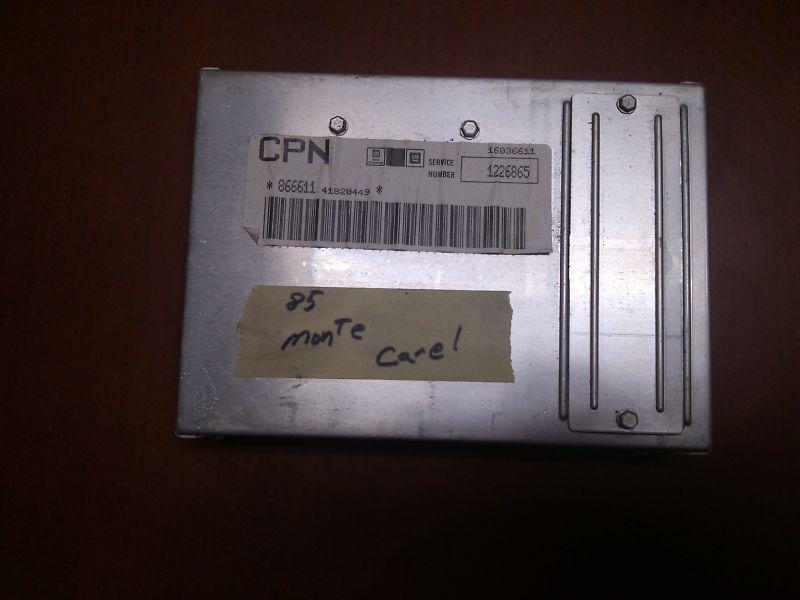 CPN
16036611
SERVICE NUMBER 1226865
* 866611 41820449 *
85
monTe
Carel